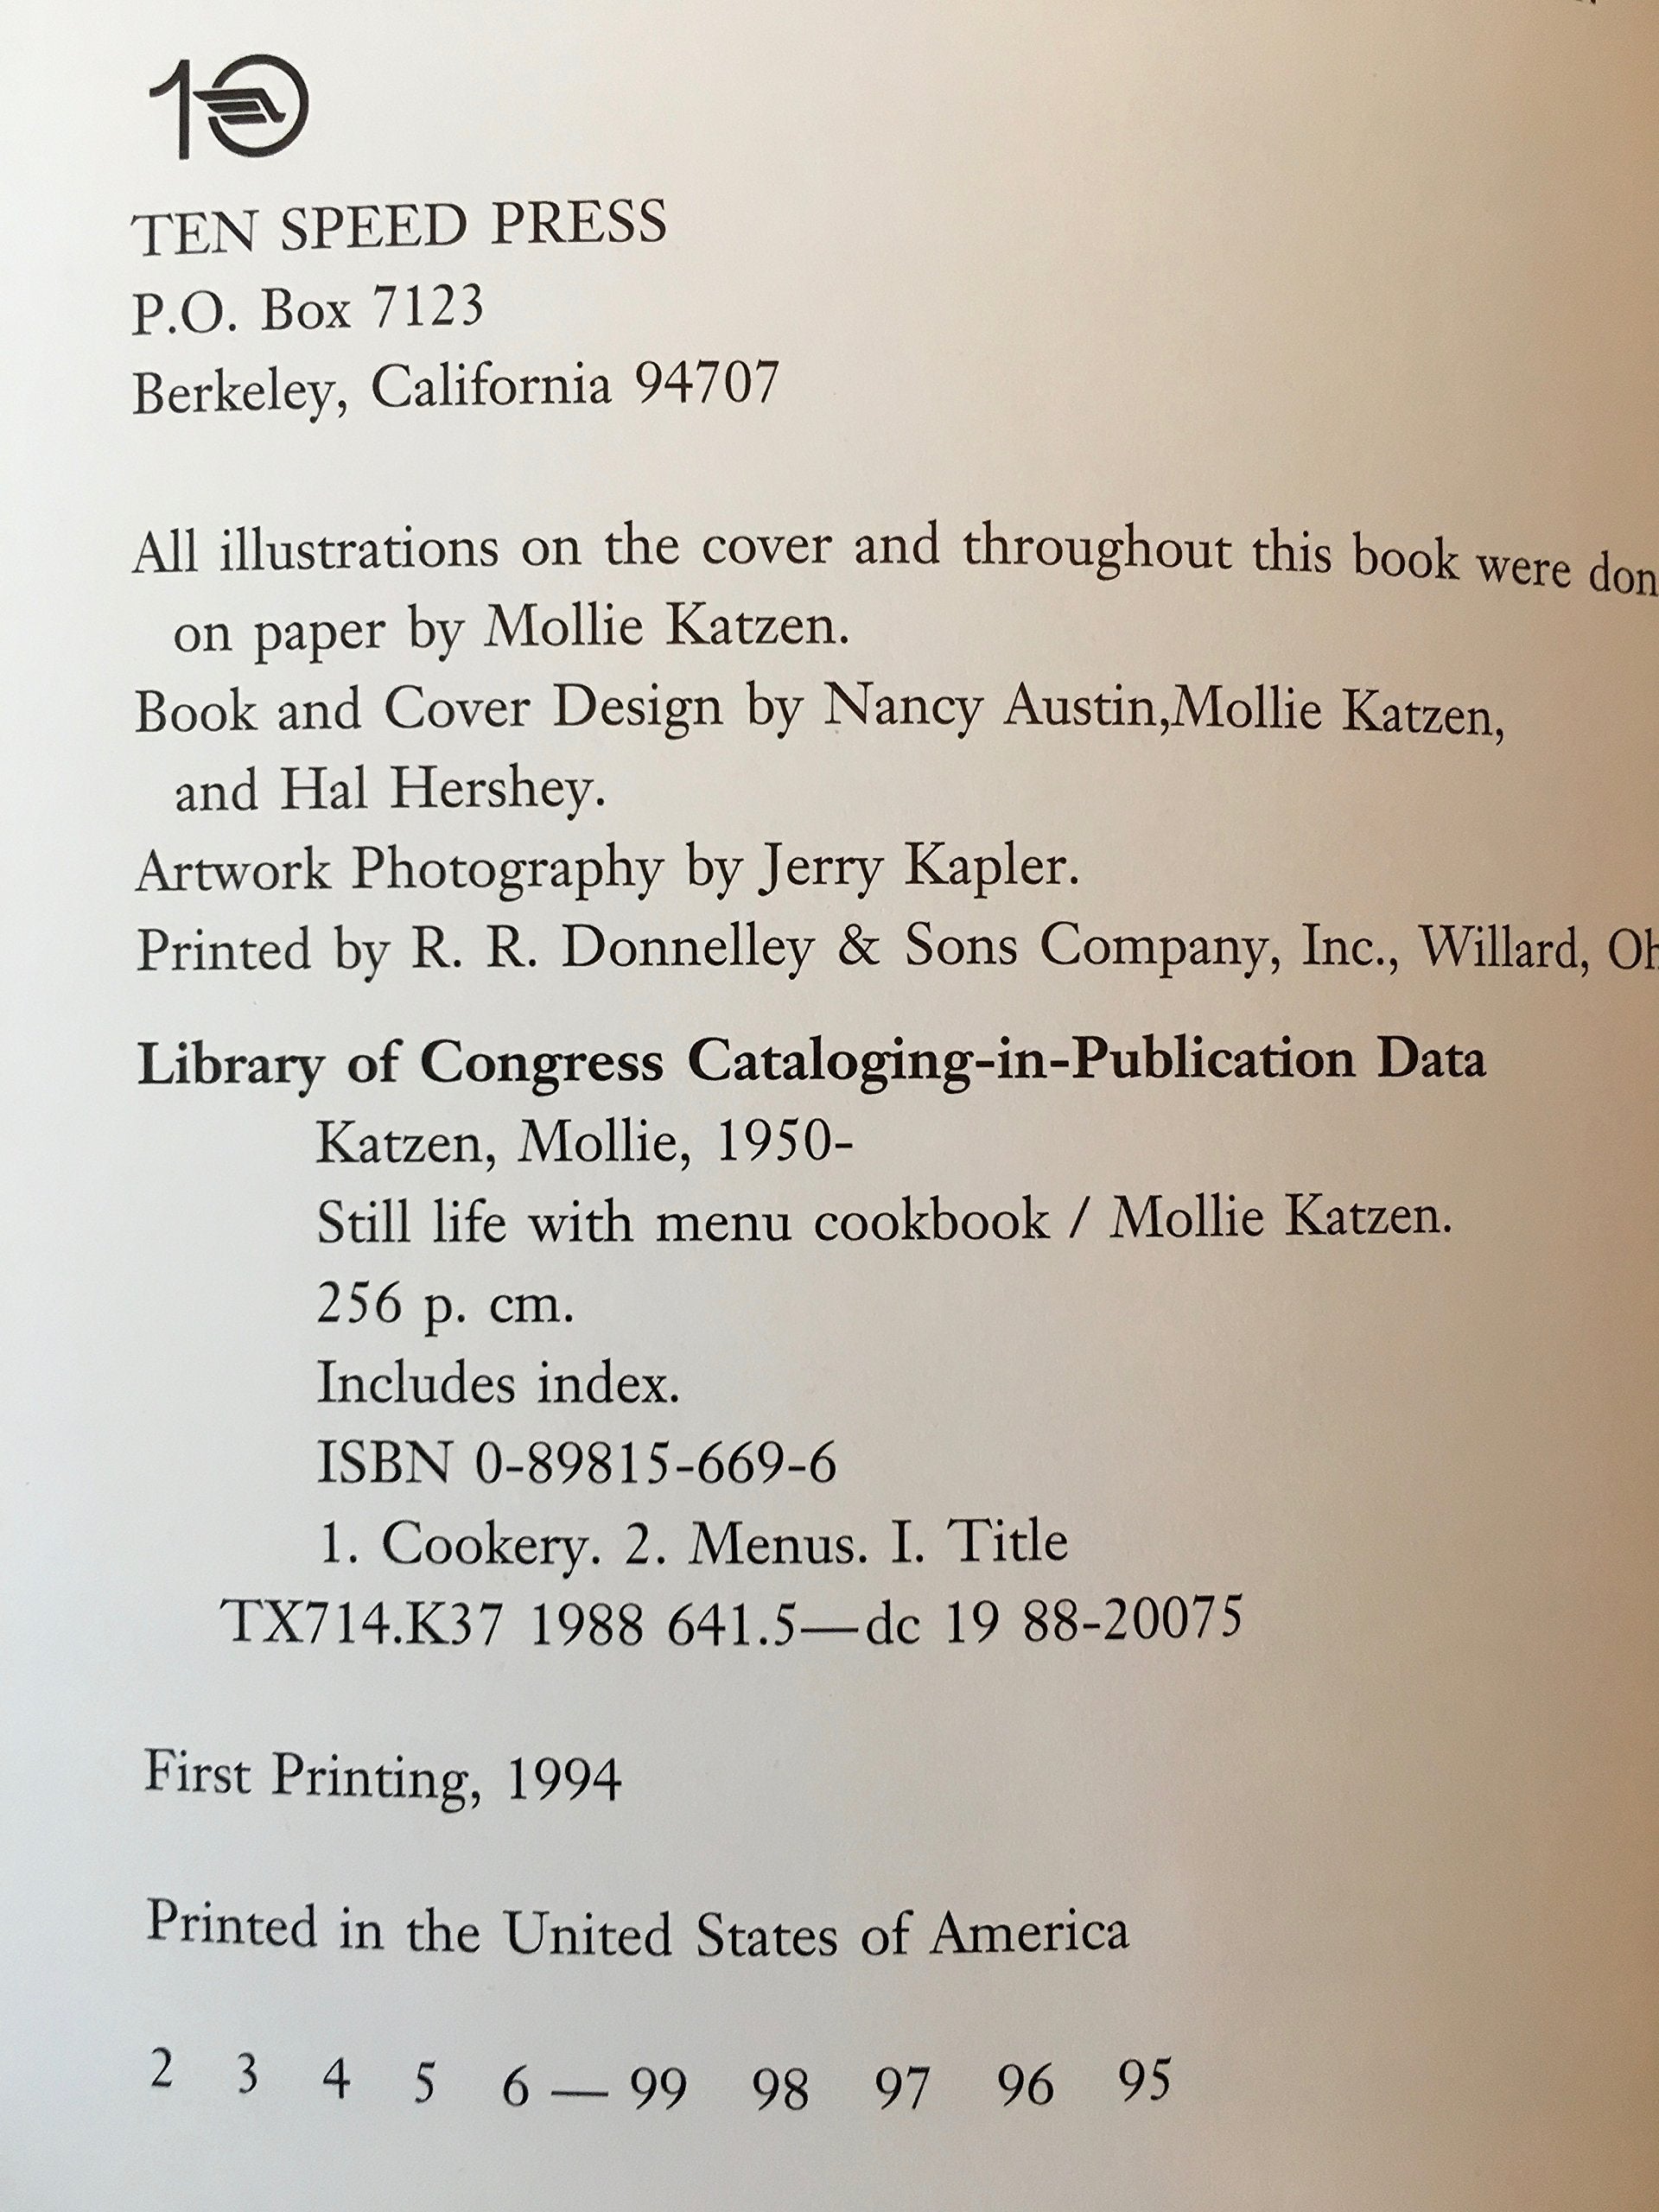 10
TEN SPEED PRESS
P.O. Box 7123
Berkeley, California 94707
All illustrations on the cover and throughout this book were don
on paper by Mollie Katzen.
Book and Cover Design by Nancy Austin,Mollie Katzen,
and Hal Hershey.
Artwork Photography by Jerry Kapler.
Printed by R. R. Donnelley & Sons Company, Inc., Willard, Oh
Library of Congress Cataloging-in-Publication Data
Katzen, Mollie, 1950-
Still life with menu cookbook / Mollie Katzen.
256 p. cm.
Includes index.
ISBN 0-89815-669-6
1. Cookery. 2. Menus. I. Title
TX714.K37 1988 641.5—dc 19 88-20075
First Printing, 1994
Printed in the United States of America
2 3 4 5 6 — 99 98 97 96 95